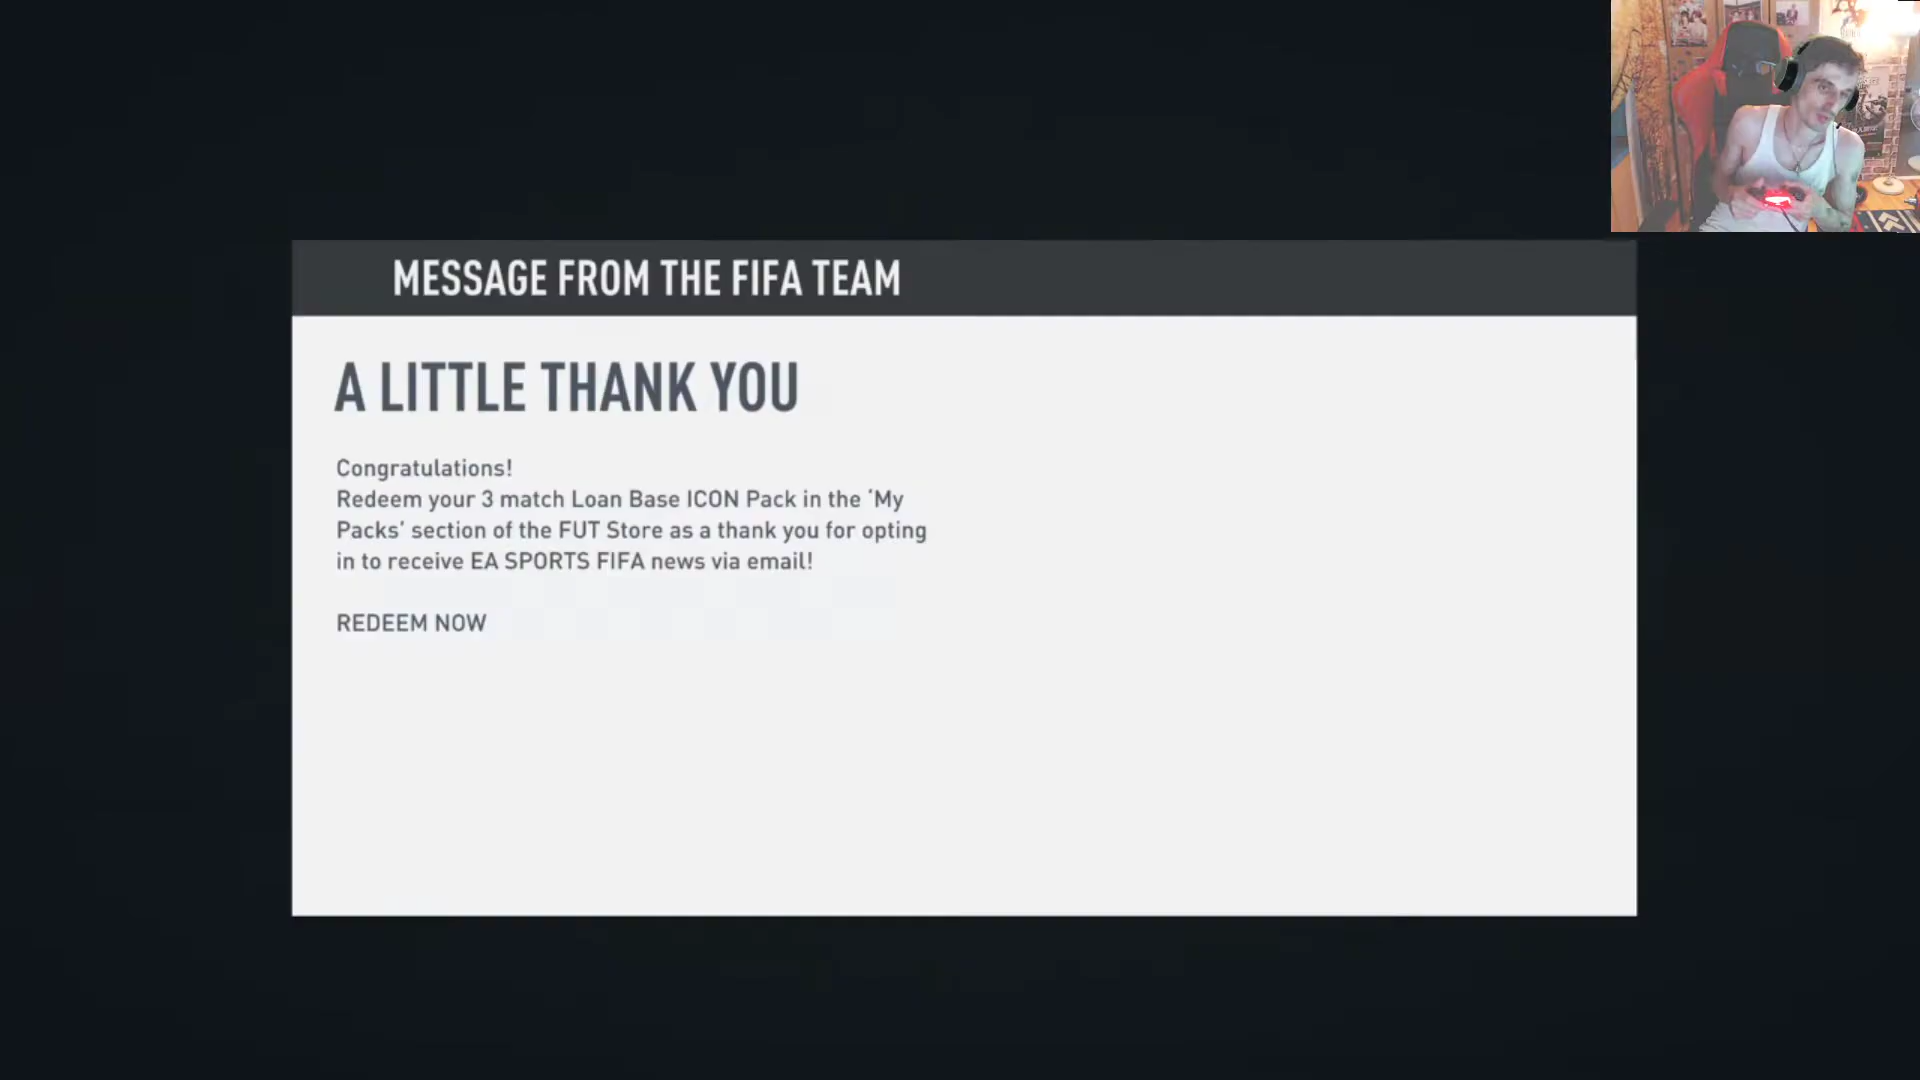 MESSAGE FROM THE FIFA TEAM
A LITTLE THANK YOU
Congratulations!
Redeem your 3 match Loan Base ICON Pack in the ‘My
Packs’ section of the FUT Store as a thank you for opting
in to receive EA SPORTS FIFA news via email!
REDEEM NOW